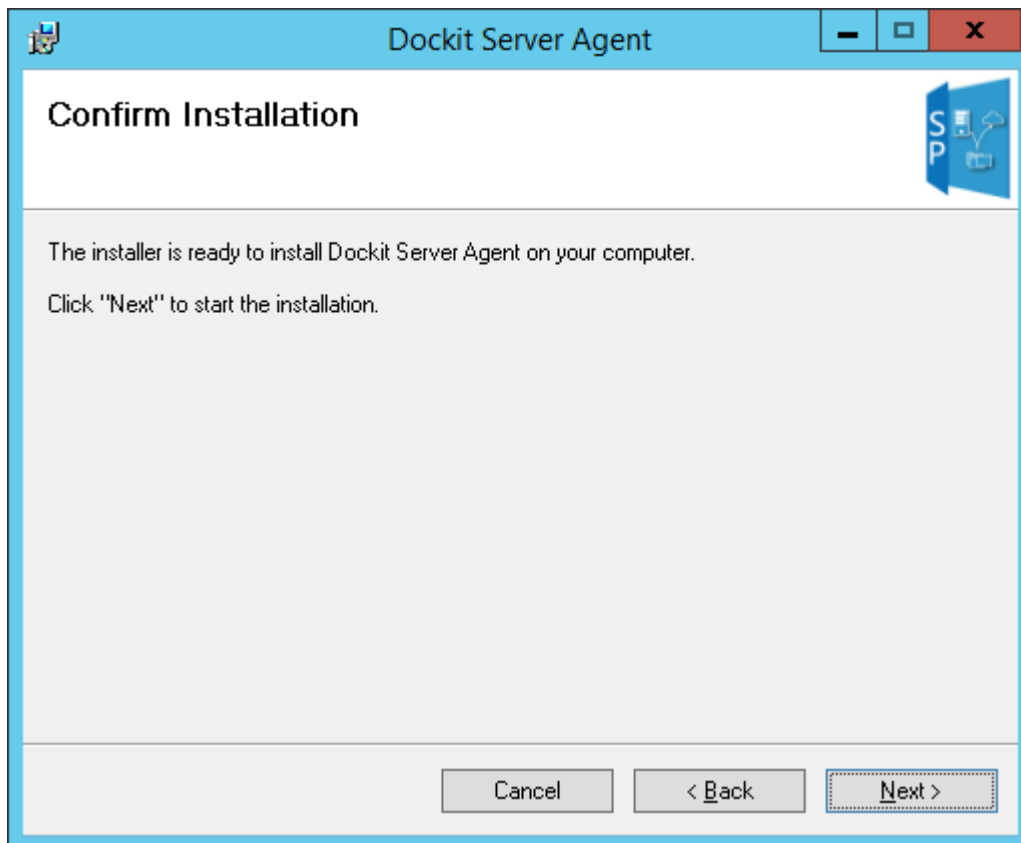 Dockit Server Agent
Confirm Installation
S
P
The installer is ready to install Dockit Server Agent on your computer.
Click "Next" to start the installation.
Cancel
< Back
Next >